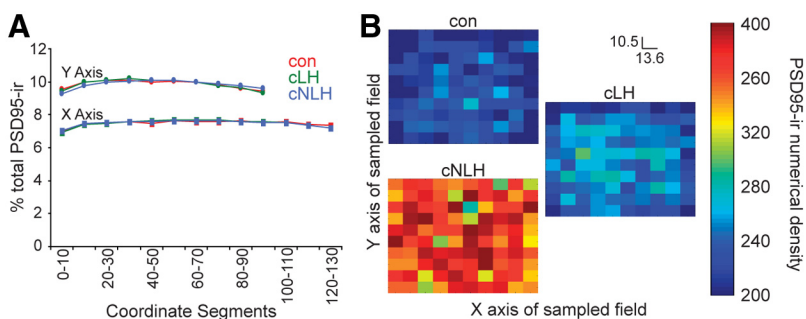 A
12
10
8
6
4
2
0
% total PSD95-ir
Y Axis
X Axis
con
cLH
cNLH
0-10
20-30
40-50
60-70
80-90
100-110
120-130
Coordinate Segments
B
con
10.5
13.6
cLH
cNLH
Y axis of sampled field
X axis of sampled field
400
360
320
280
240
200
PSD95-ir numerical density